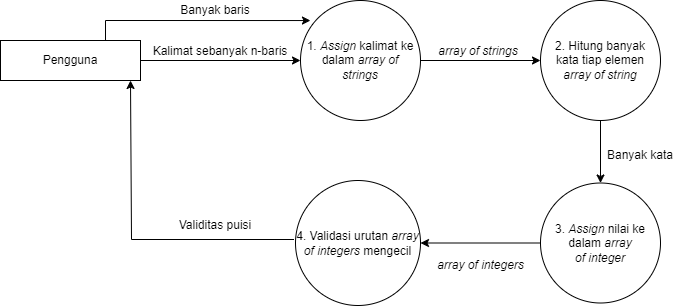 Banyak baris
Pengguna
Kalimat sebanyak n-baris
1. Assign kalimat ke
dalam array of
strings
array of strings
2. Hitung banyak
kata tiap elemen
array of string
Banyak kata
3. Assign nilai ke
dalam array
of integer
array of integers
4. Validasi urutan array
of integers mengecil
Validitas puisi